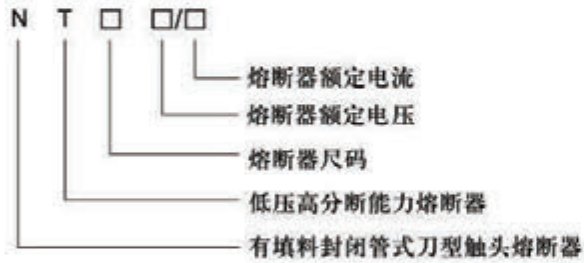 N T □ □/□
熔断器额定电流
熔断器额定电压
熔断器尺码
低压高分断能力熔断器
有填料封闭管式刀型触头熔断器